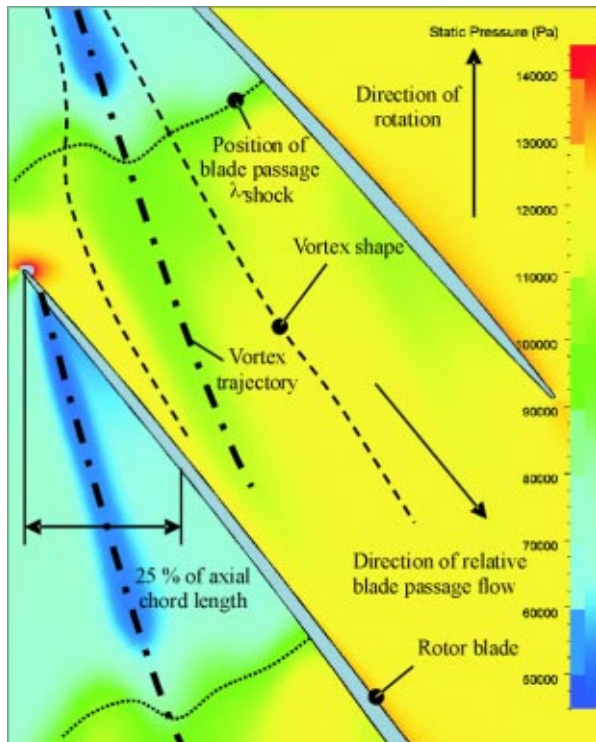 Static Pressure (Pa)
140000
130000
120000
110000
100000
90000
80000
70000
60000
50000
Direction of
rotation
Position of
blade passage
λ-shock
Vortex shape
Vortex
trajectory
Direction of relative
blade passage flow
25 % of axial
chord length
Rotor blade